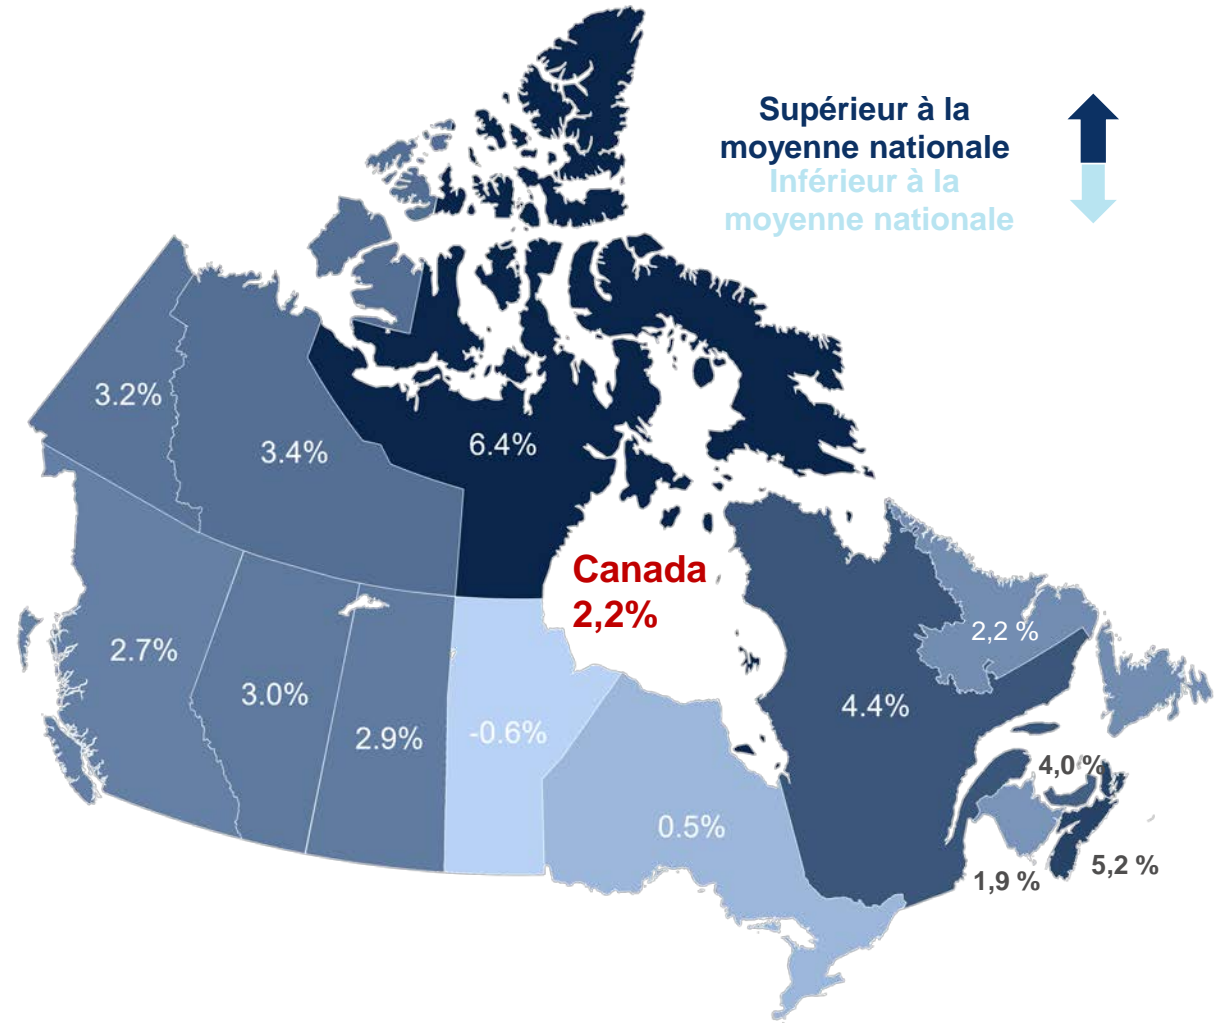 Supérieur à la
moyenne nationale
Inférieur à la
moyenne nationale
3.2%
3.4%
6.4%
Canada
2,2%
2.7%
3.0%
2.9%
-0.6%
0.5%
4.4%
2,2 %
4,0 %
1,9 %
5,2 %